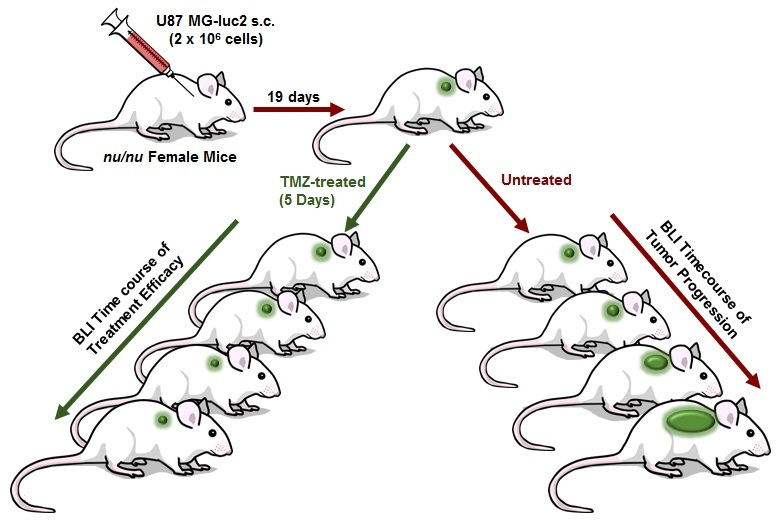 U87 MG-luc2 s.c.
(2 x 10⁶ cells)
19 days
nu/nu Female Mice
TMZ-treated
(5 Days)
Untreated
BLI Time course of
Treatment Efficacy
BLI Timecourse of
Tumor Progression